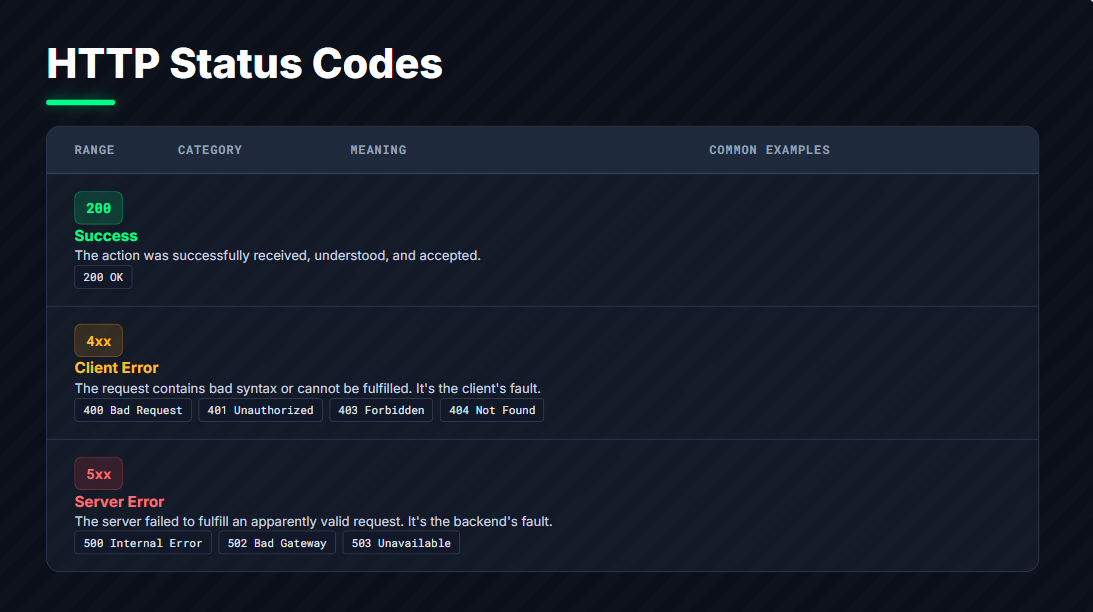 HTTP Status Codes
RANGE CATEGORY MEANING COMMON EXAMPLES
200
Success
The action was successfully received, understood, and accepted.
200 OK
4xx
Client Error
The request contains bad syntax or cannot be fulfilled. It's the client's fault.
400 Bad Request 401 Unauthorized 403 Forbidden 404 Not Found
5xx
Server Error
The server failed to fulfill an apparently valid request. It's the backend's fault.
500 Internal Error 502 Bad Gateway 503 Unavailable